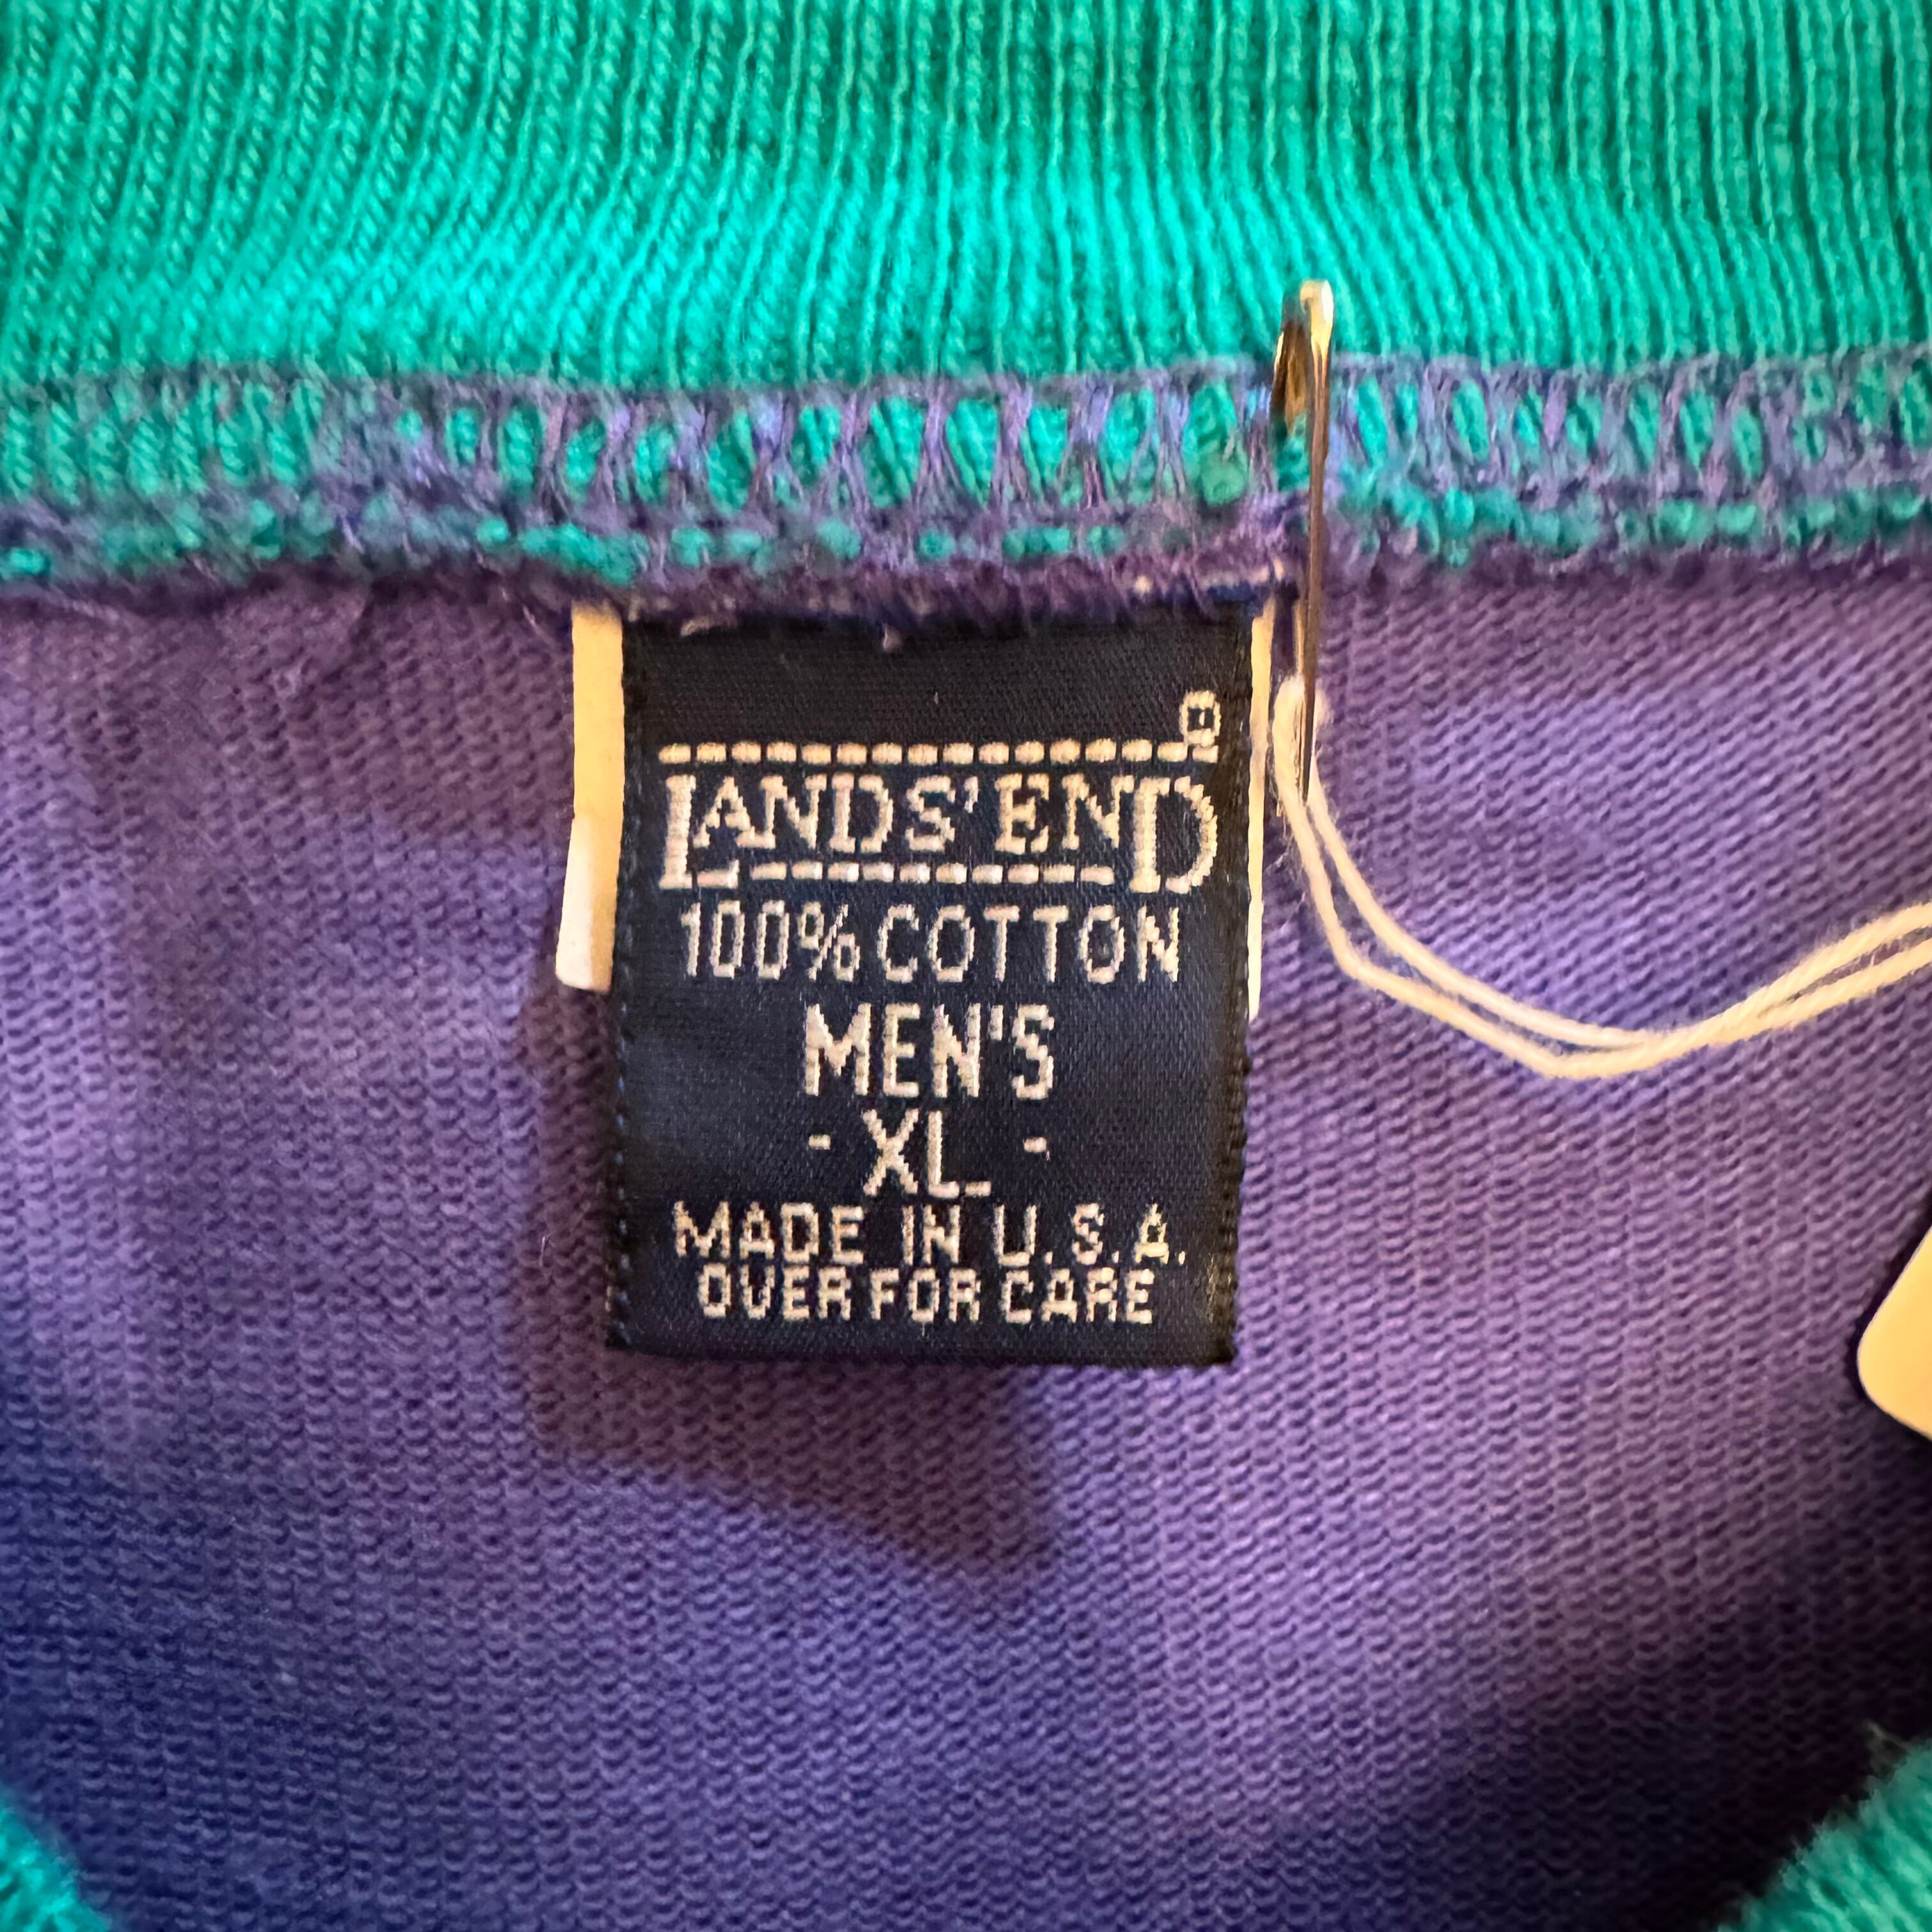 LANDS' END
100% COTTON
MEN'S
- XL -
MADE IN U.S.A.
OVER FOR CARE